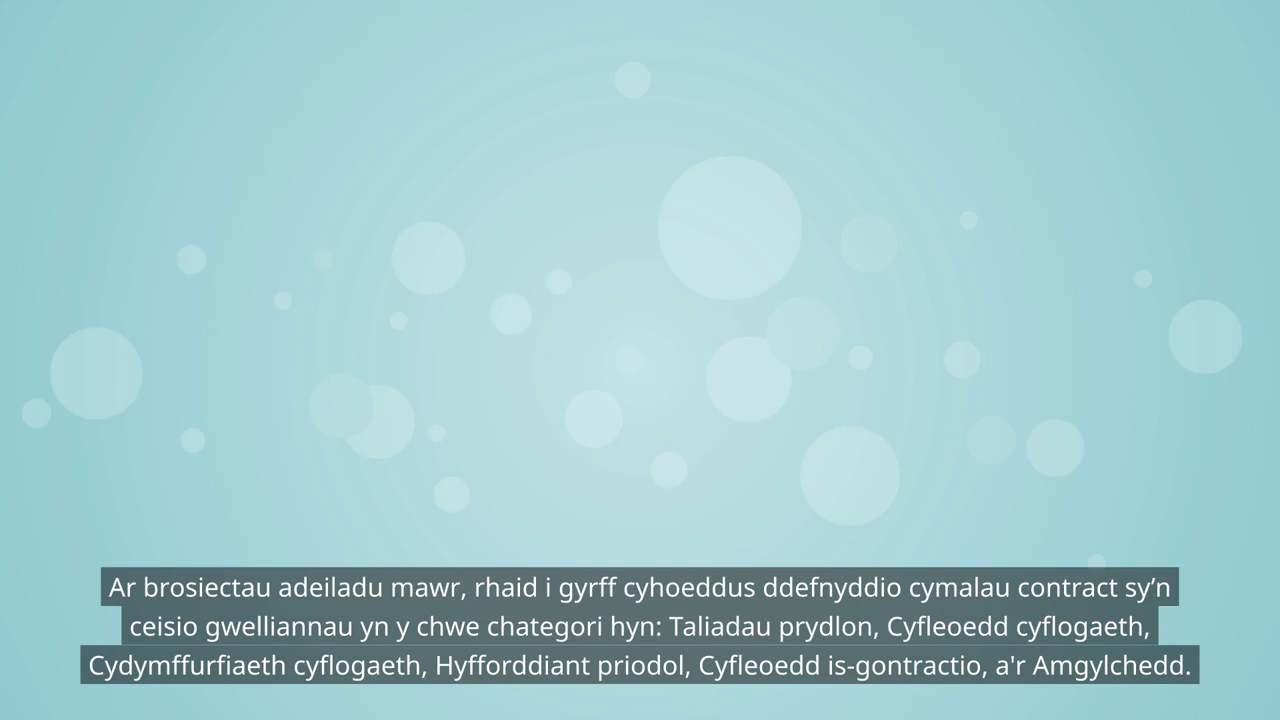 Ar brosiectau adeiladu mawr, rhaid i gyrff cyhoeddus ddefnyddio cymalau contract sy’n
ceisio gwelliannau yn y chwe chategori hyn: Taliadau prydlon, Cyfleoedd cyflogaeth,
Cydymffurfiaeth cyflogaeth, Hyfforddiant priodol, Cyfleoedd is-gontractio, a'r Amgylchedd.